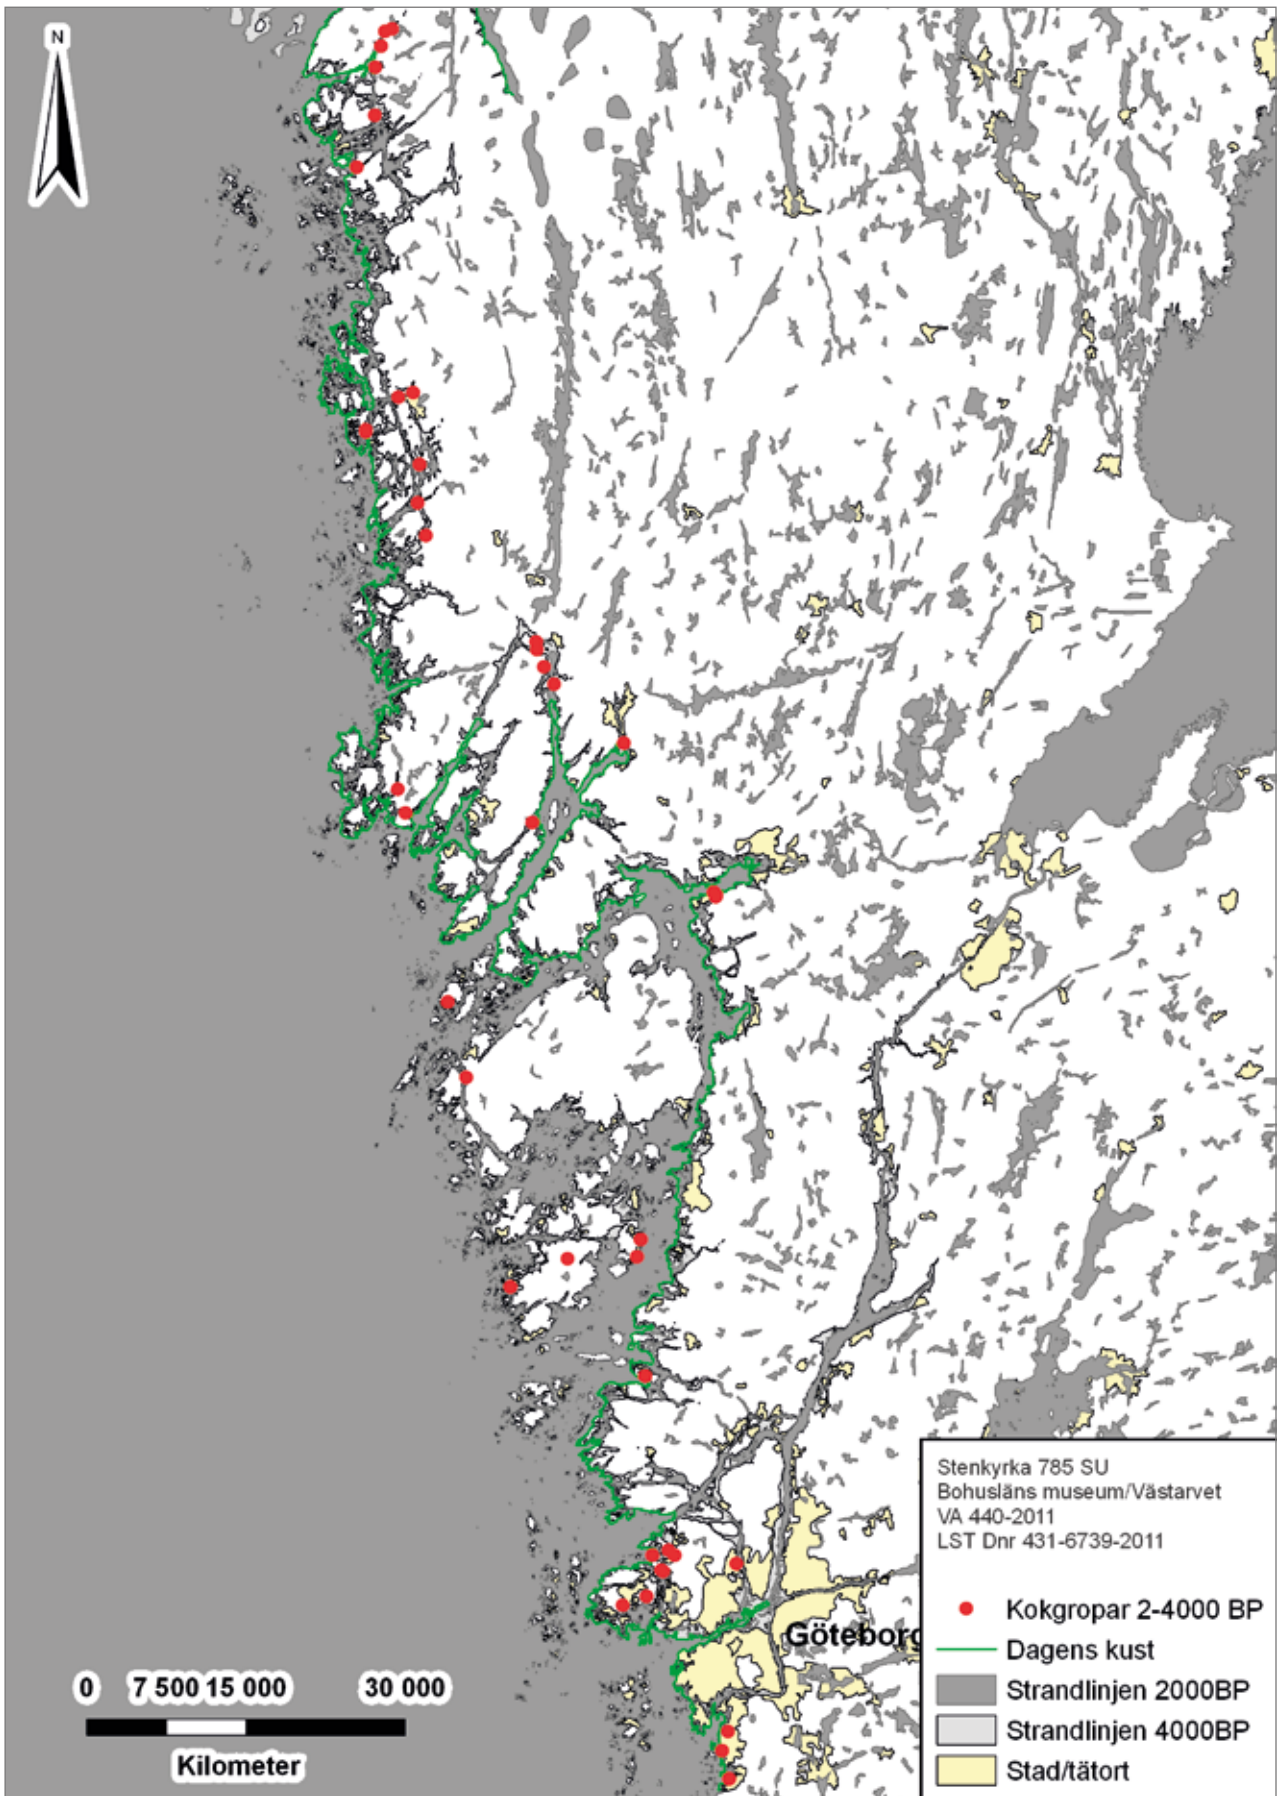 N
Stenkyrka 785 SU
Bohusläns museum/Västarvet
VA 440-2011
LST Dnr 431-6739-2011
Kokgropar 2-4000 BP
Göteborg
Dagens kust
Strandlinjen 2000BP
Strandlinjen 4000BP
Stad/tätort
0 7 500 15 000 30 000
Kilometer